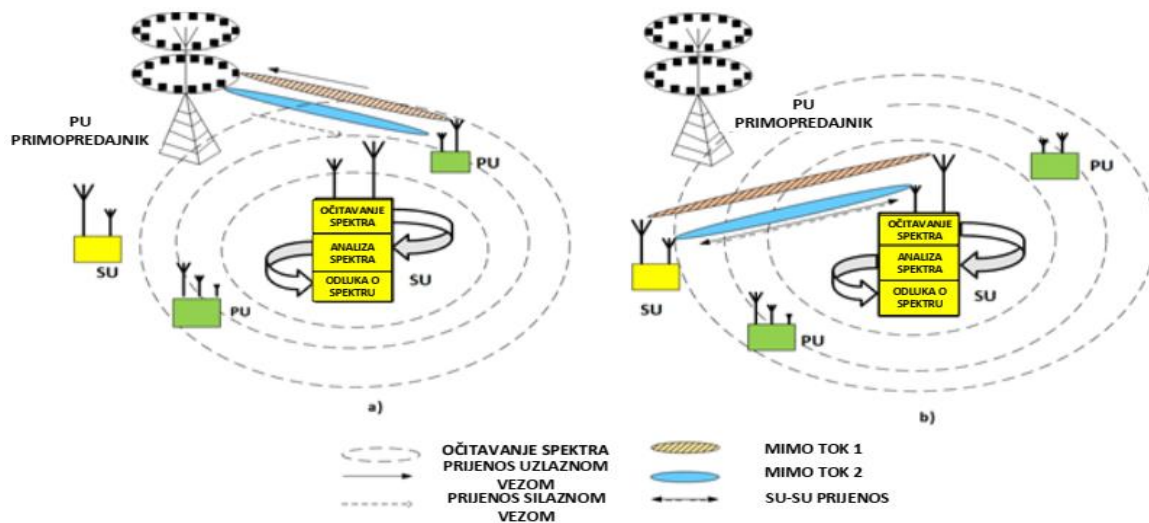 PU
PRIMOPREDAJNIK
PU
OČITAVANJE
SPEKTRA
ANALIZA
SPEKTRA
ODLUKA O
SPEKTRU
SU
SU
PU
a)
PU
PRIMOPREDAJNIK
PU
OČITAVANJE
SPEKTRA
ANALIZA
SPEKTRA
ODLUKA O
SPEKTRU
SU
SU
PU
b)
OČITAVANJE SPEKTRA
PRIJENOS UZLAZNOM
VEZOM
PRIJENOS SILAZNOM
VEZOM
MIMO TOK 1
MIMO TOK 2
SU-SU PRIJENOS